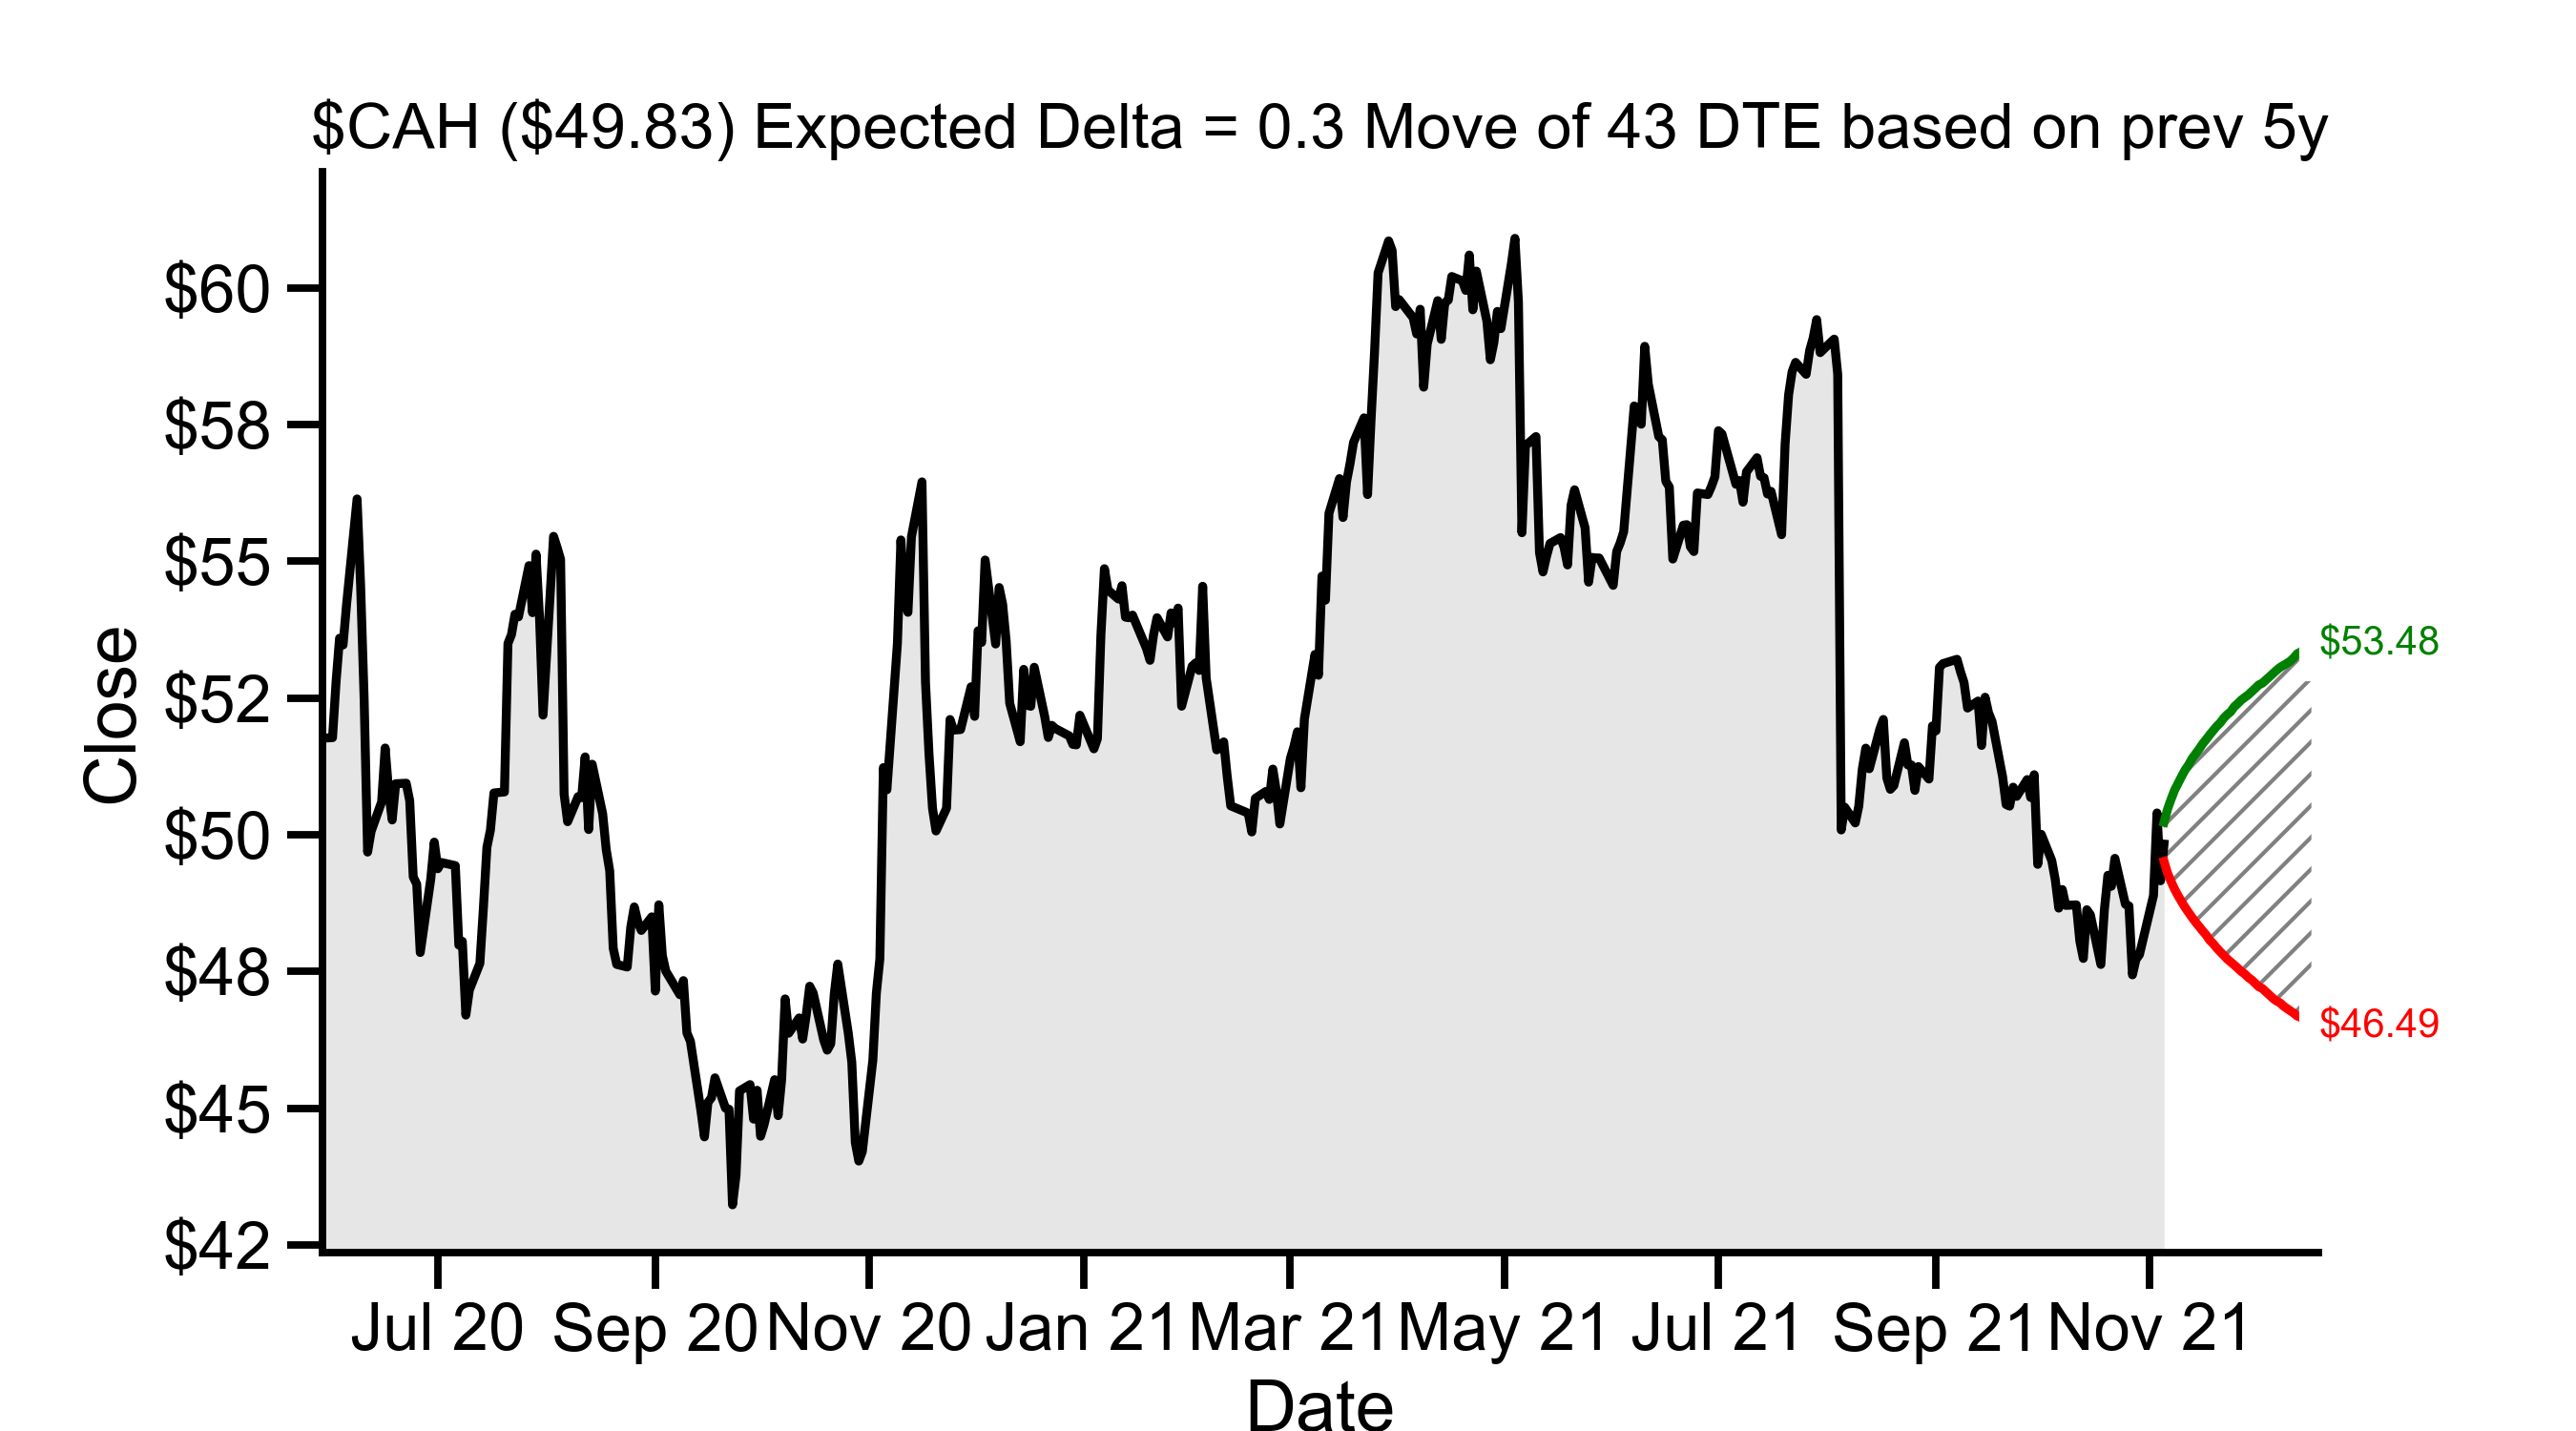 $CAH ($49.83) Expected Delta = 0.3 Move of 43 DTE based on prev 5y
$60
$58
$55
$52
$50
$48
$45
$42
Close
$53.48
$46.49
Jul 20 Sep 20 Nov 20 Jan 21 Mar 21 May 21 Jul 21 Sep 21 Nov 21
Date